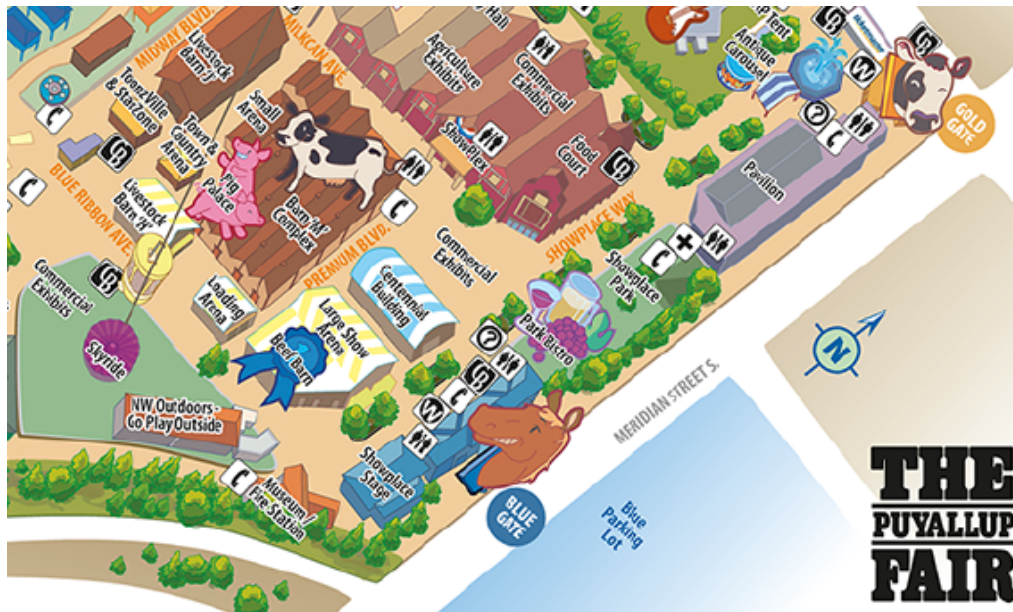 MIDWAY BLVD.
Livestock
Barn 'J'
MILKCAN AVE
Agriculture
Exhibits
Hall
Commercial
Exhibits
Tent
Antique
Carousel
W
GOLD
GATE
ToonzVille
& Starzone
Small
Arena
Town &
Country
Arena
ShowPlex
Food
Court
?
Pavilion
Pig
Palace
BLUE RIBBON AVE.
Livestock
Barn 'H'
Barn 'M'
Complex
PREMIUM BLVD.
Commercial
Exhibits
SHOWPLACE WAY
Showplace
Park
Commercial
Exhibits
Loading
Arena
Centennial
Building
Skyride
Large Show
Arena
Beef Barn
Park Bistro
?
N
W
MERIDIAN STREET S.
NW Outdoors -
Go Play Outside
Museum /
Fire Station
Showplace
Stage
BLUE
GATE
Blue
Parking
Lot
THE
PUYALLUP
FAIR